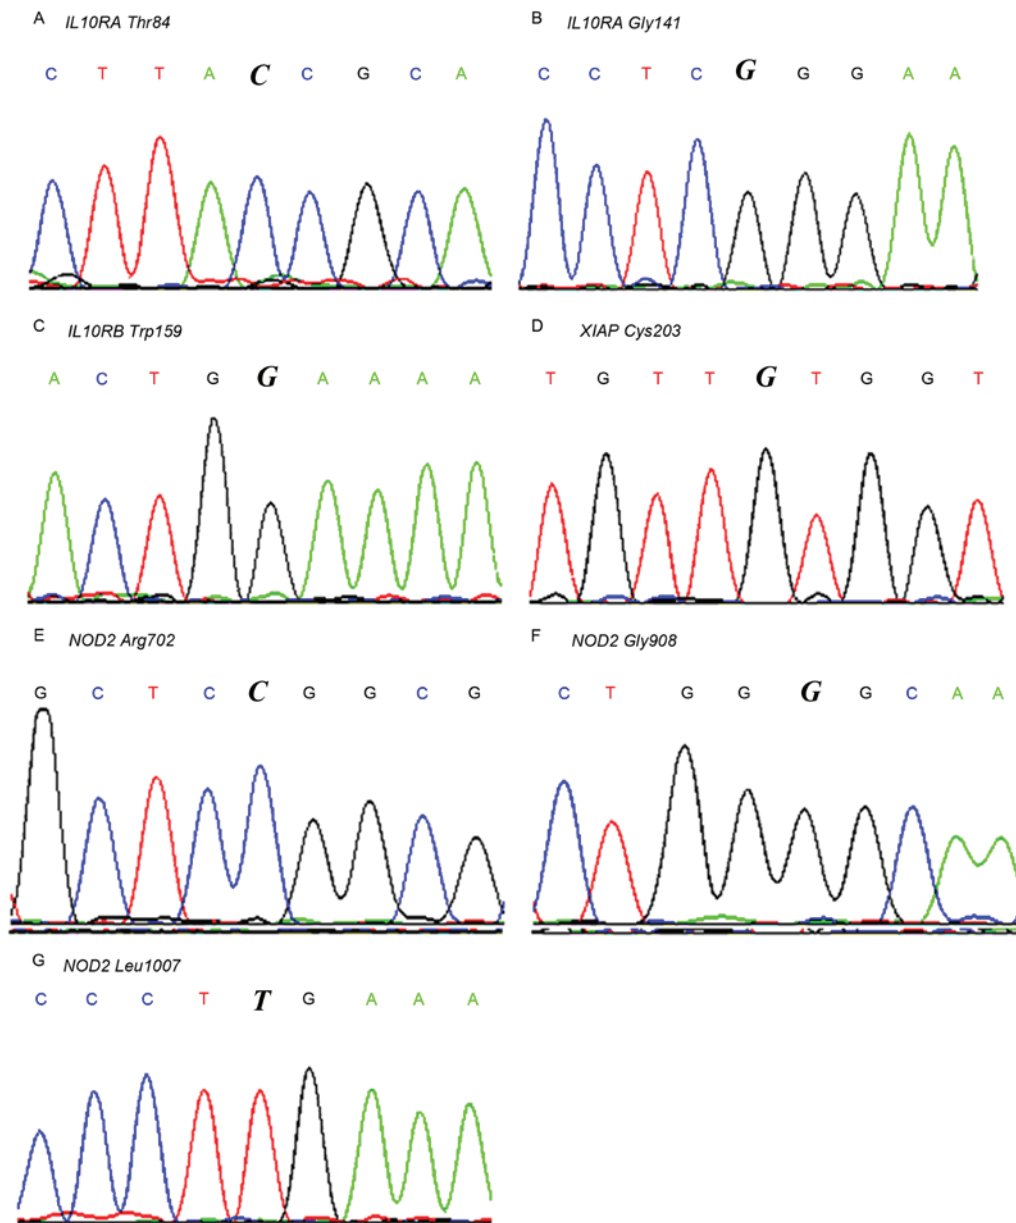 A IL10RA Thr84
C T T A C C G C A
B IL10RA Gly141
C C T C G G G A A
C IL10RB Trp159
A C T G G A A A A
D XIAP Cys203
T G T T G T G G T
E NOD2 Arg702
G C T C C G G C G
F NOD2 Gly908
C T G G G G C A A
G NOD2 Leu1007
C C C T T G A A A